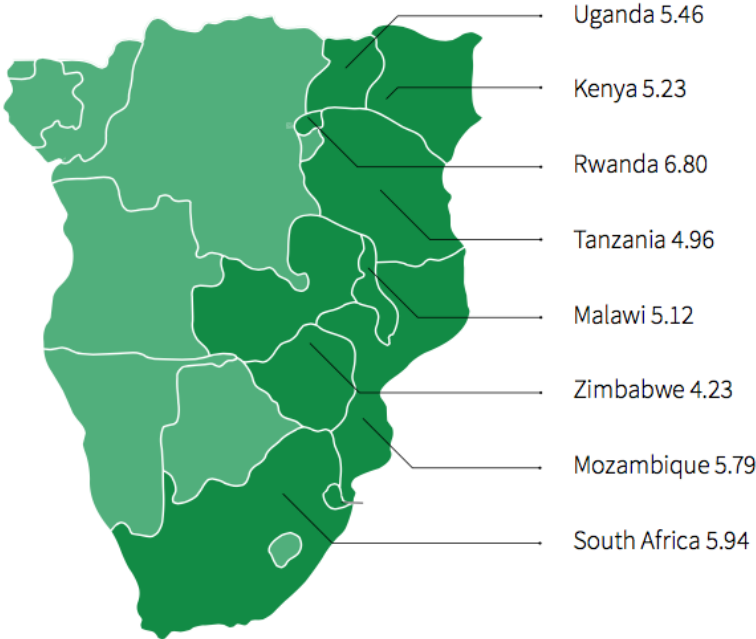 Uganda 5.46
Kenya 5.23
Rwanda 6.80
Tanzania 4.96
Malawi 5.12
Zimbabwe 4.23
Mozambique 5.79
South Africa 5.94